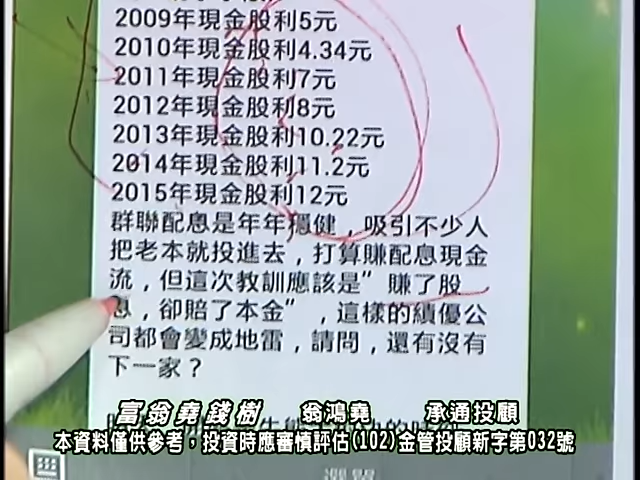 2009年現金股利5元
2010年現金股利4.34元
2011年現金股利7元
2012年現金股利8元
2013年現金股利10.22元
2014年現金股利11.2元
2015年現金股利12元
群聯配息是年年穩健，吸引不少人
把老本就投進去，打算賺配息現金
流，但這次教訓應該是”賺了股
息，卻賠了本金”，這樣的績優公
司都會變成地雷，請問，還有沒有
下一家？
富翁堯錢樹 翁鴻堯 承通投顧
本資料僅供參考，投資時應審慎評估(102)金管投顧新字第032號
選單